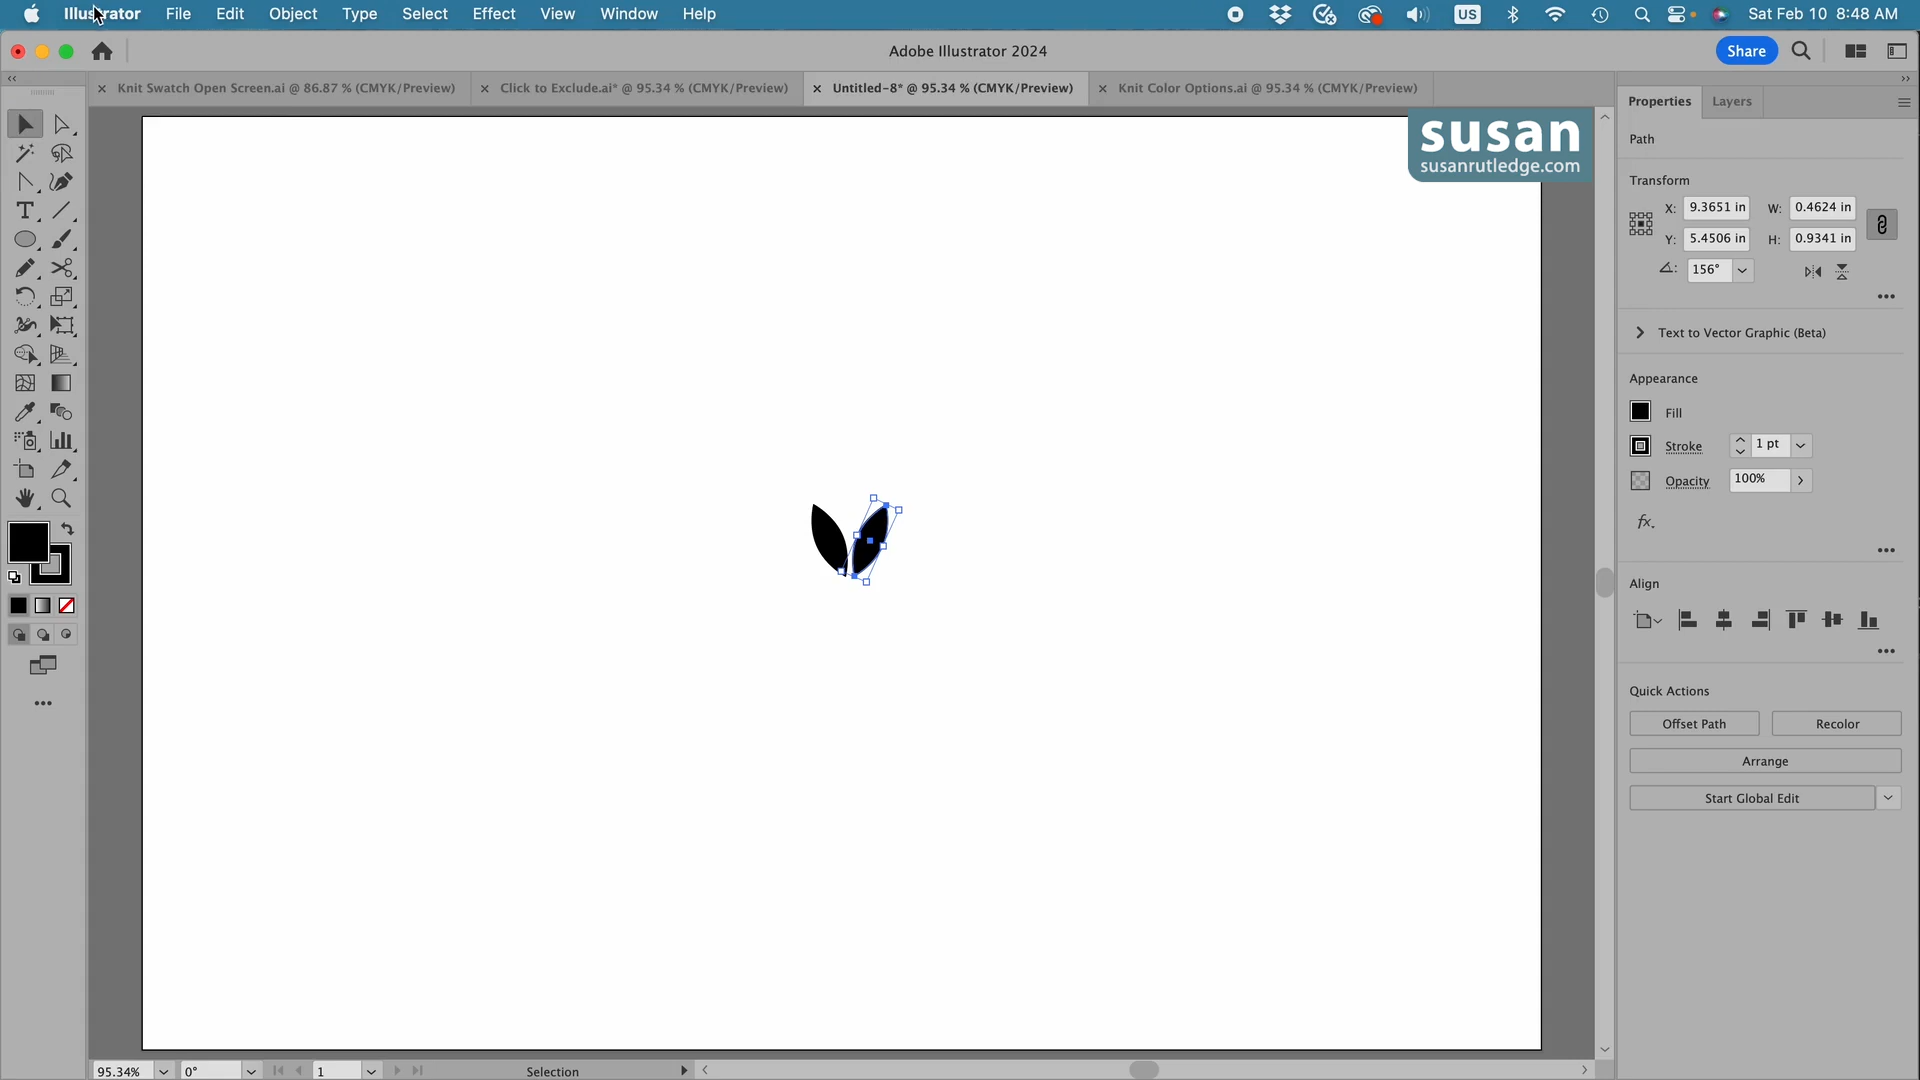 Illustrator File Edit Object Type Select Effect View Window Help US Sat Feb 10 8:48 AM
Adobe Illustrator 2024 Share
Knit Swatch Open Screen.ai @ 86.87 % (CMYK/Preview) Click to Exclude.ai* @ 95.34 % (CMYK/Preview) Untitled-8* @ 95.34 % (CMYK/Preview) Knit Color Options.ai @ 95.34 % (CMYK/Preview)
susan
susanrutledge.com
Properties Layers
Path
Transform
X: 9.3651 in W: 0.4624 in
Y: 5.4506 in H: 0.9341 in
156°
Text to Vector Graphic (Beta)
Appearance
Fill
Stroke 1 pt
Opacity 100%
fx.
Align
Quick Actions
Offset Path Recolor
Arrange
Start Global Edit
95.34% 0° 1 Selection